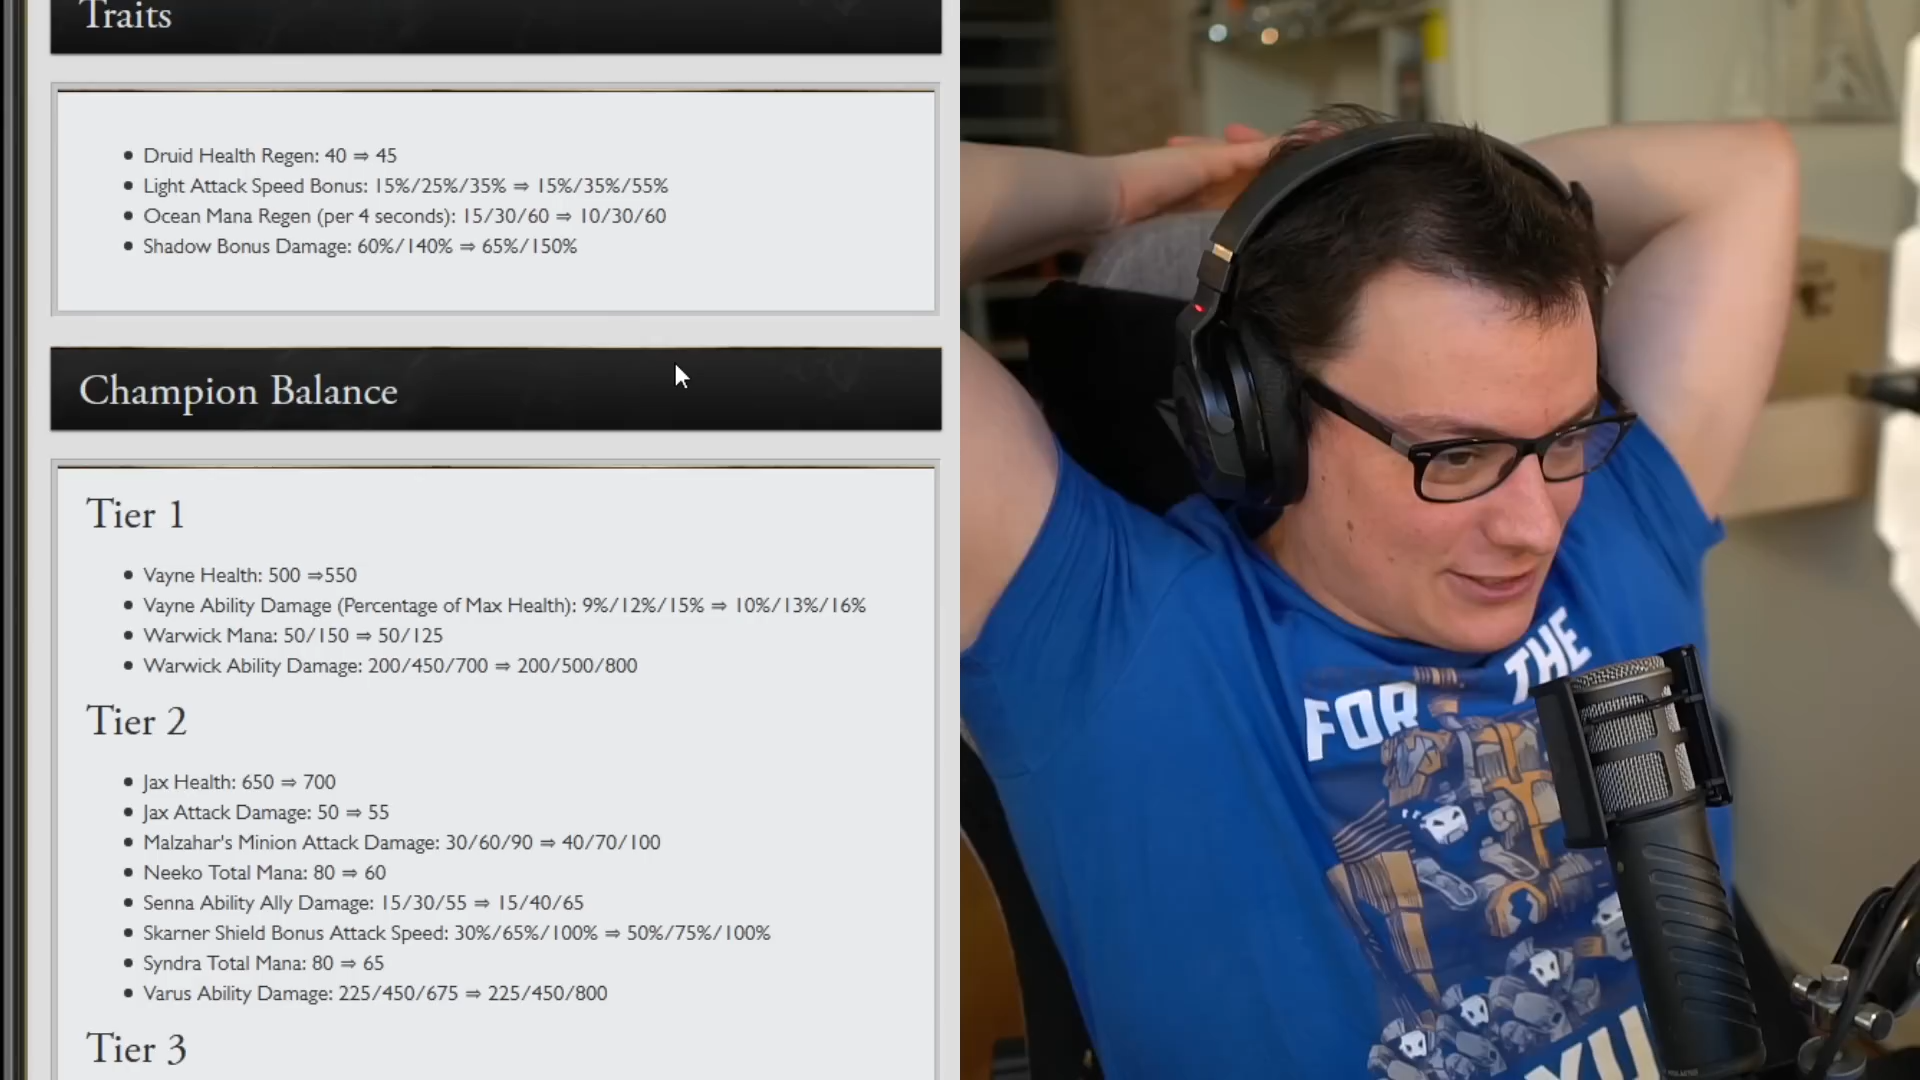 Traits
Druid Health Regen: 40 ⇒ 45
Light Attack Speed Bonus: 15%/25%/35% ⇒ 15%/35%/55%
Ocean Mana Regen (per 4 seconds): 15/30/60 ⇒ 10/30/60
Shadow Bonus Damage: 60%/140% ⇒ 65%/150%
Champion Balance
Tier 1
Vayne Health: 500 ⇒550
Vayne Ability Damage (Percentage of Max Health): 9%/12%/15% ⇒ 10%/13%/16%
Warwick Mana: 50/150 ⇒ 50/125
Warwick Ability Damage: 200/450/700 ⇒ 200/500/800
Tier 2
Jax Health: 650 ⇒ 700
Jax Attack Damage: 50 ⇒ 55
Malzahar's Minion Attack Damage: 30/60/90 ⇒ 40/70/100
Neeko Total Mana: 80 ⇒ 60
Senna Ability Ally Damage: 15/30/55 ⇒ 15/40/65
Skarner Shield Bonus Attack Speed: 30%/65%/100% ⇒ 50%/75%/100%
Syndra Total Mana: 80 ⇒ 65
Varus Ability Damage: 225/450/675 ⇒ 225/450/800
Tier 3
FOR THE